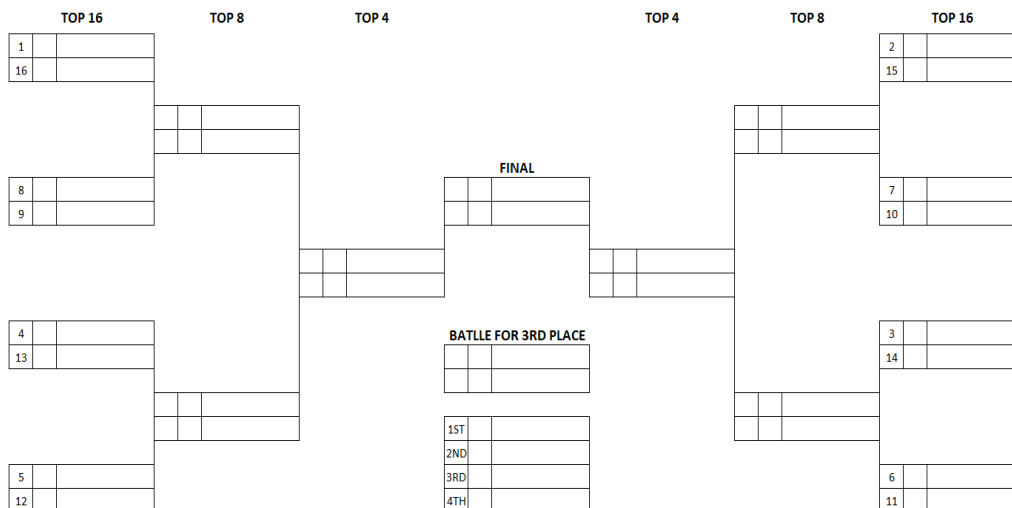 TOP 16 TOP 8 TOP 4 TOP 4 TOP 8 TOP 16
1 2
16 15
FINAL
8 7
9 10
4 BATLLE FOR 3RD PLACE 3
13 14
1ST
2ND
5 3RD 6
12 4TH 11